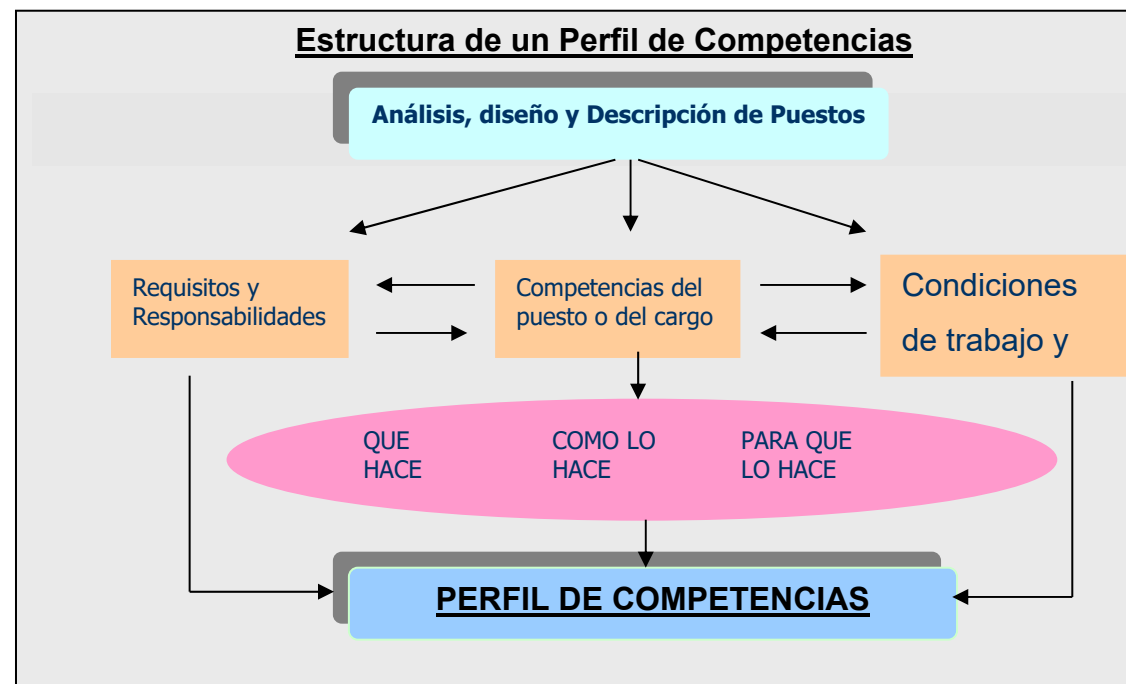 Estructura de un Perfil de Competencias
Análisis, diseño y Descripción de Puestos
Requisitos y
Responsabilidades
Competencias del
puesto o del cargo
Condiciones
de trabajo y
QUE
HACE
COMO LO
HACE
PARA QUE
LO HACE
PERFIL DE COMPETENCIAS